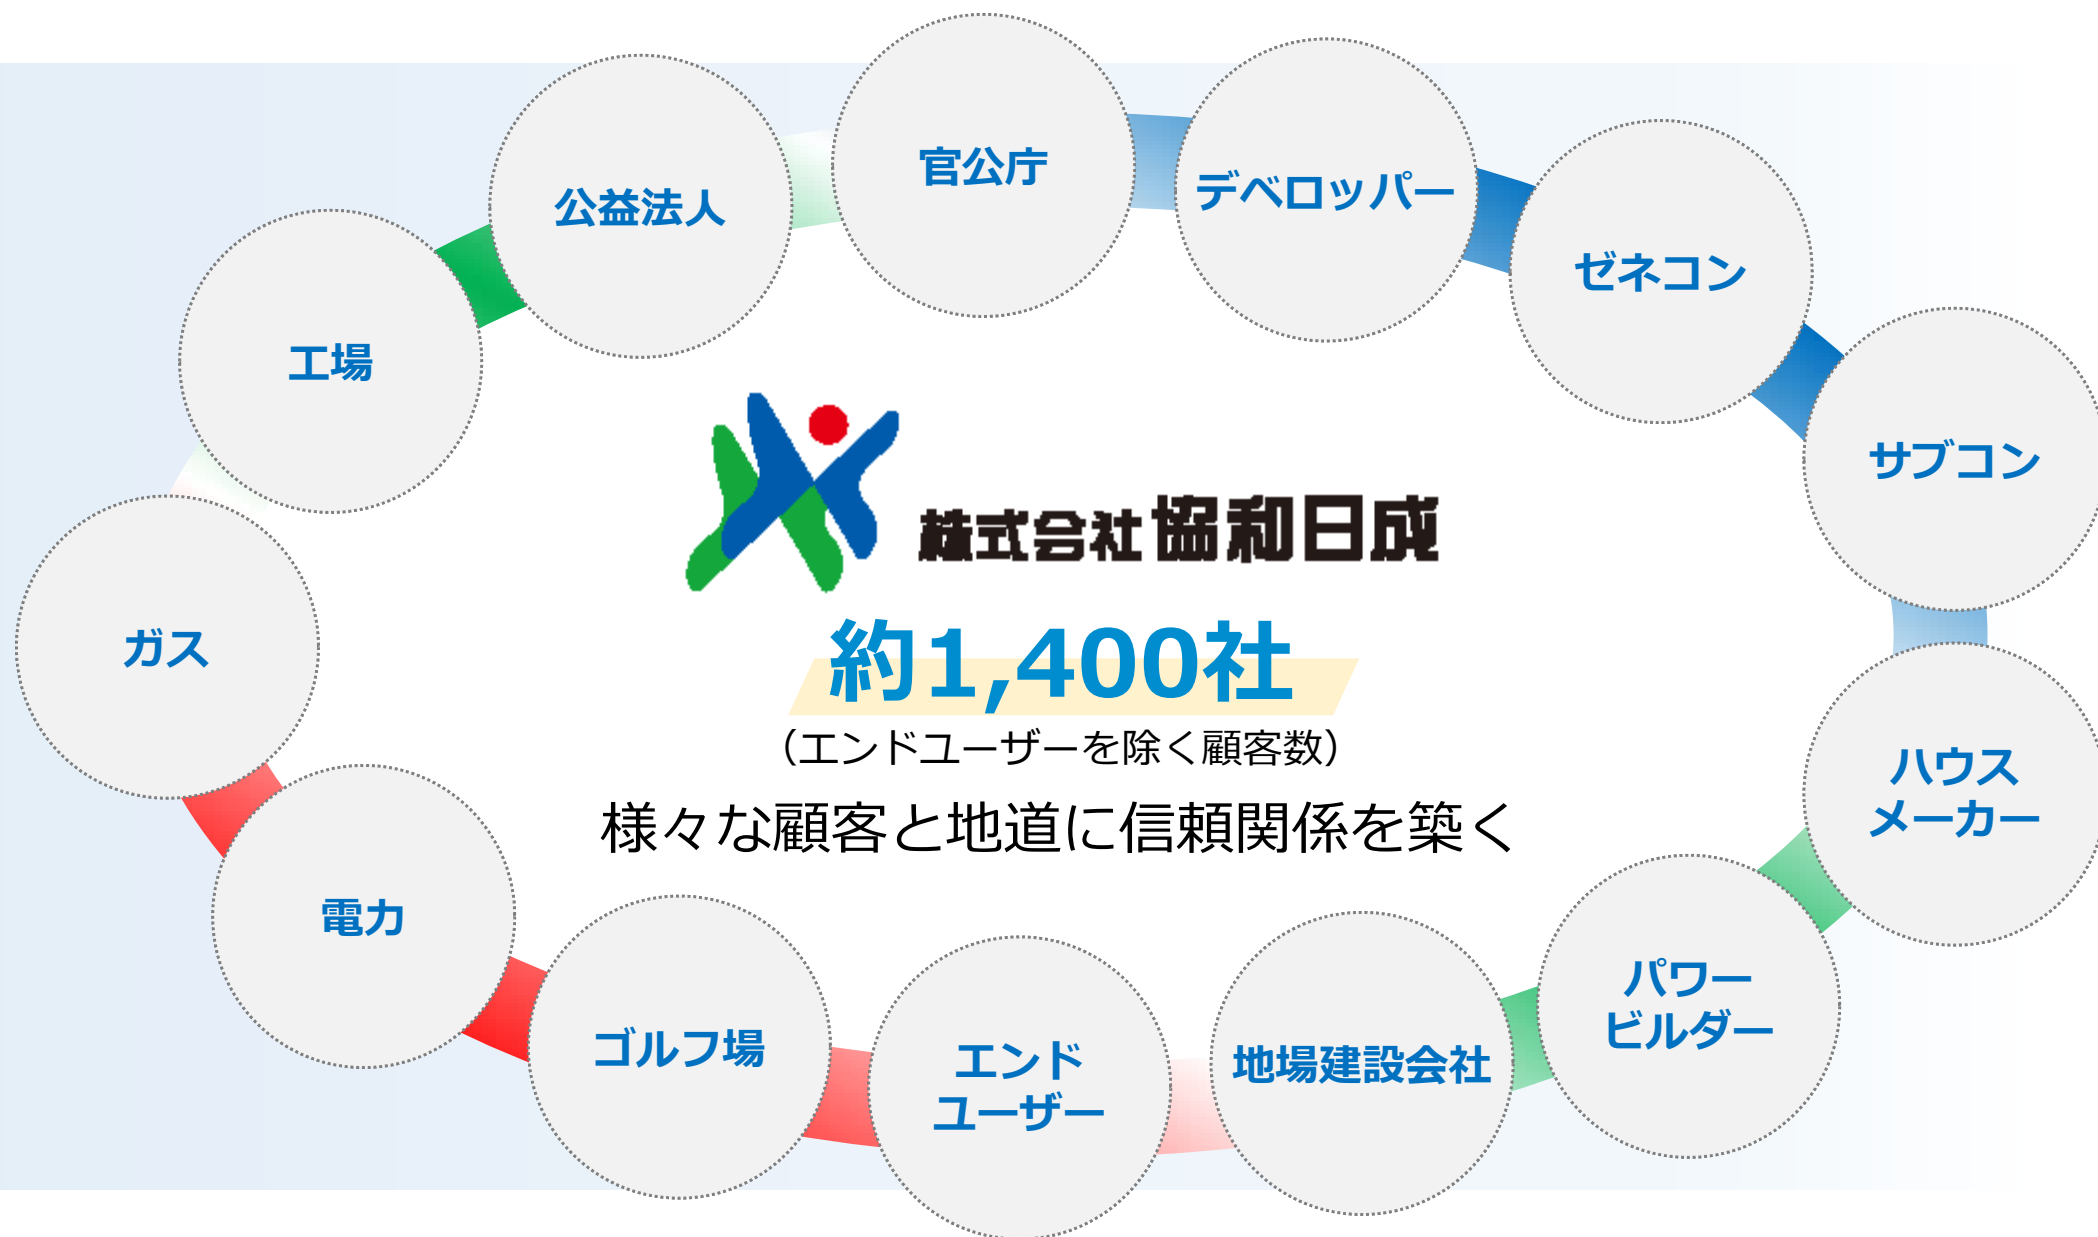 官公庁
デベロッパー
公益法人
ゼネコン
工場
サブコン
株式会社協和日成
ガス
約1,400社
（エンドユーザーを除く顧客数）
様々な顧客と地道に信頼関係を築く
ハウス
メーカー
電力
パワー
ビルダー
ゴルフ場
エンド
ユーザー
地場建設会社